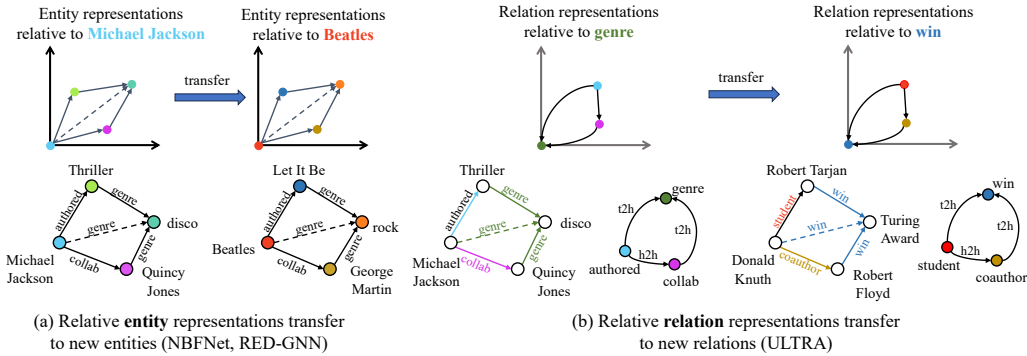 Entity representations
relative to Michael Jackson
Entity representations
relative to Beatles
transfer
Thriller
authored
genre
genre
genre
disco
collab
Michael
Jackson
Quincy
Jones
Let It Be
authored
genre
genre
genre
rock
Beatles
collab
George
Martin
(a) Relative entity representations transfer
to new entities (NBFNet, RED-GNN)
Relation representations
relative to genre
Relation representations
relative to win
transfer
Thriller
authored
genre
genre
genre
disco
collab
Michael
Jackson
Quincy
Jones
genre
t2h
t2h
h2h
authored
collab
Robert Tarjan
student
win
win
win
Turing
Award
coauthor
Donald
Knuth
Robert
Floyd
win
t2h
t2h
h2h
student
coauthor
(b) Relative relation representations transfer
to new relations (ULTRA)